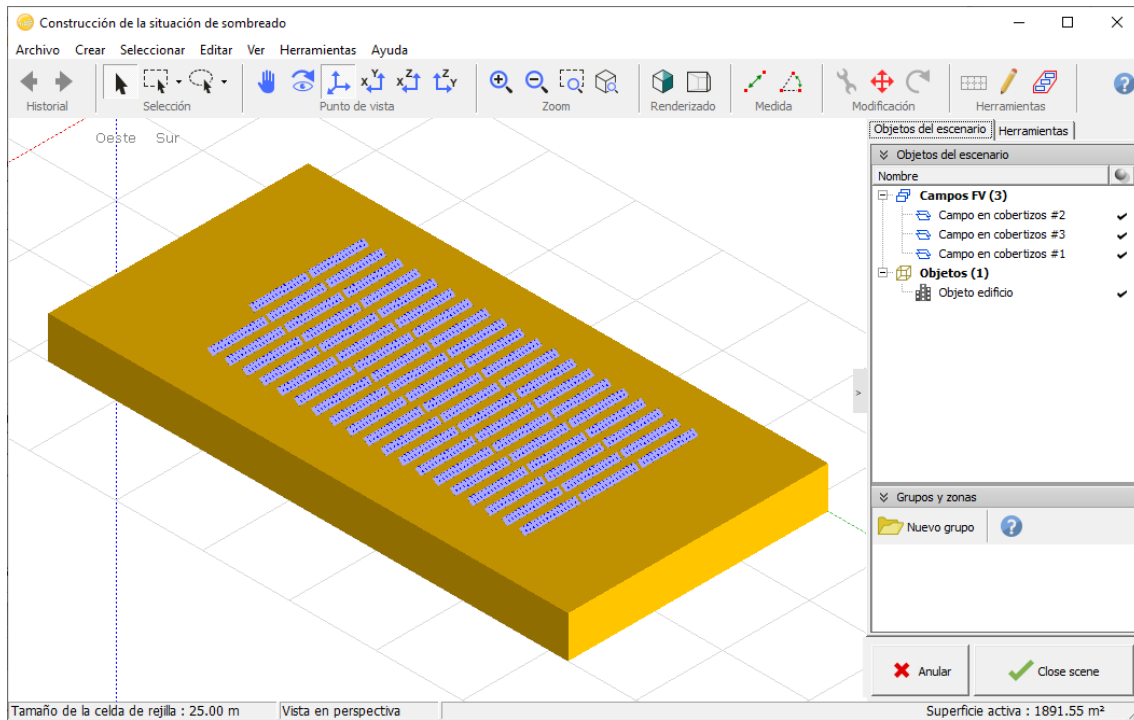 Construcción de la situación de sombreado
Archivo Crear Seleccionar Editar Ver Herramientas Ayuda
Historial Selección Punto de vista Zoom Renderizado Medida Modificación Herramientas
Oeste Sur
Objetos del escenario Herramientas
Objetos del escenario
Nombre
Campos FV (3)
Campo en cobertizos #2
Campo en cobertizos #3
Campo en cobertizos #1
Objetos (1)
Objeto edificio
>
Grupos y zonas
Nuevo grupo
Anular Close scene
Tamaño de la celda de rejilla : 25.00 m Vista en perspectiva Superficie activa : 1891.55 m²